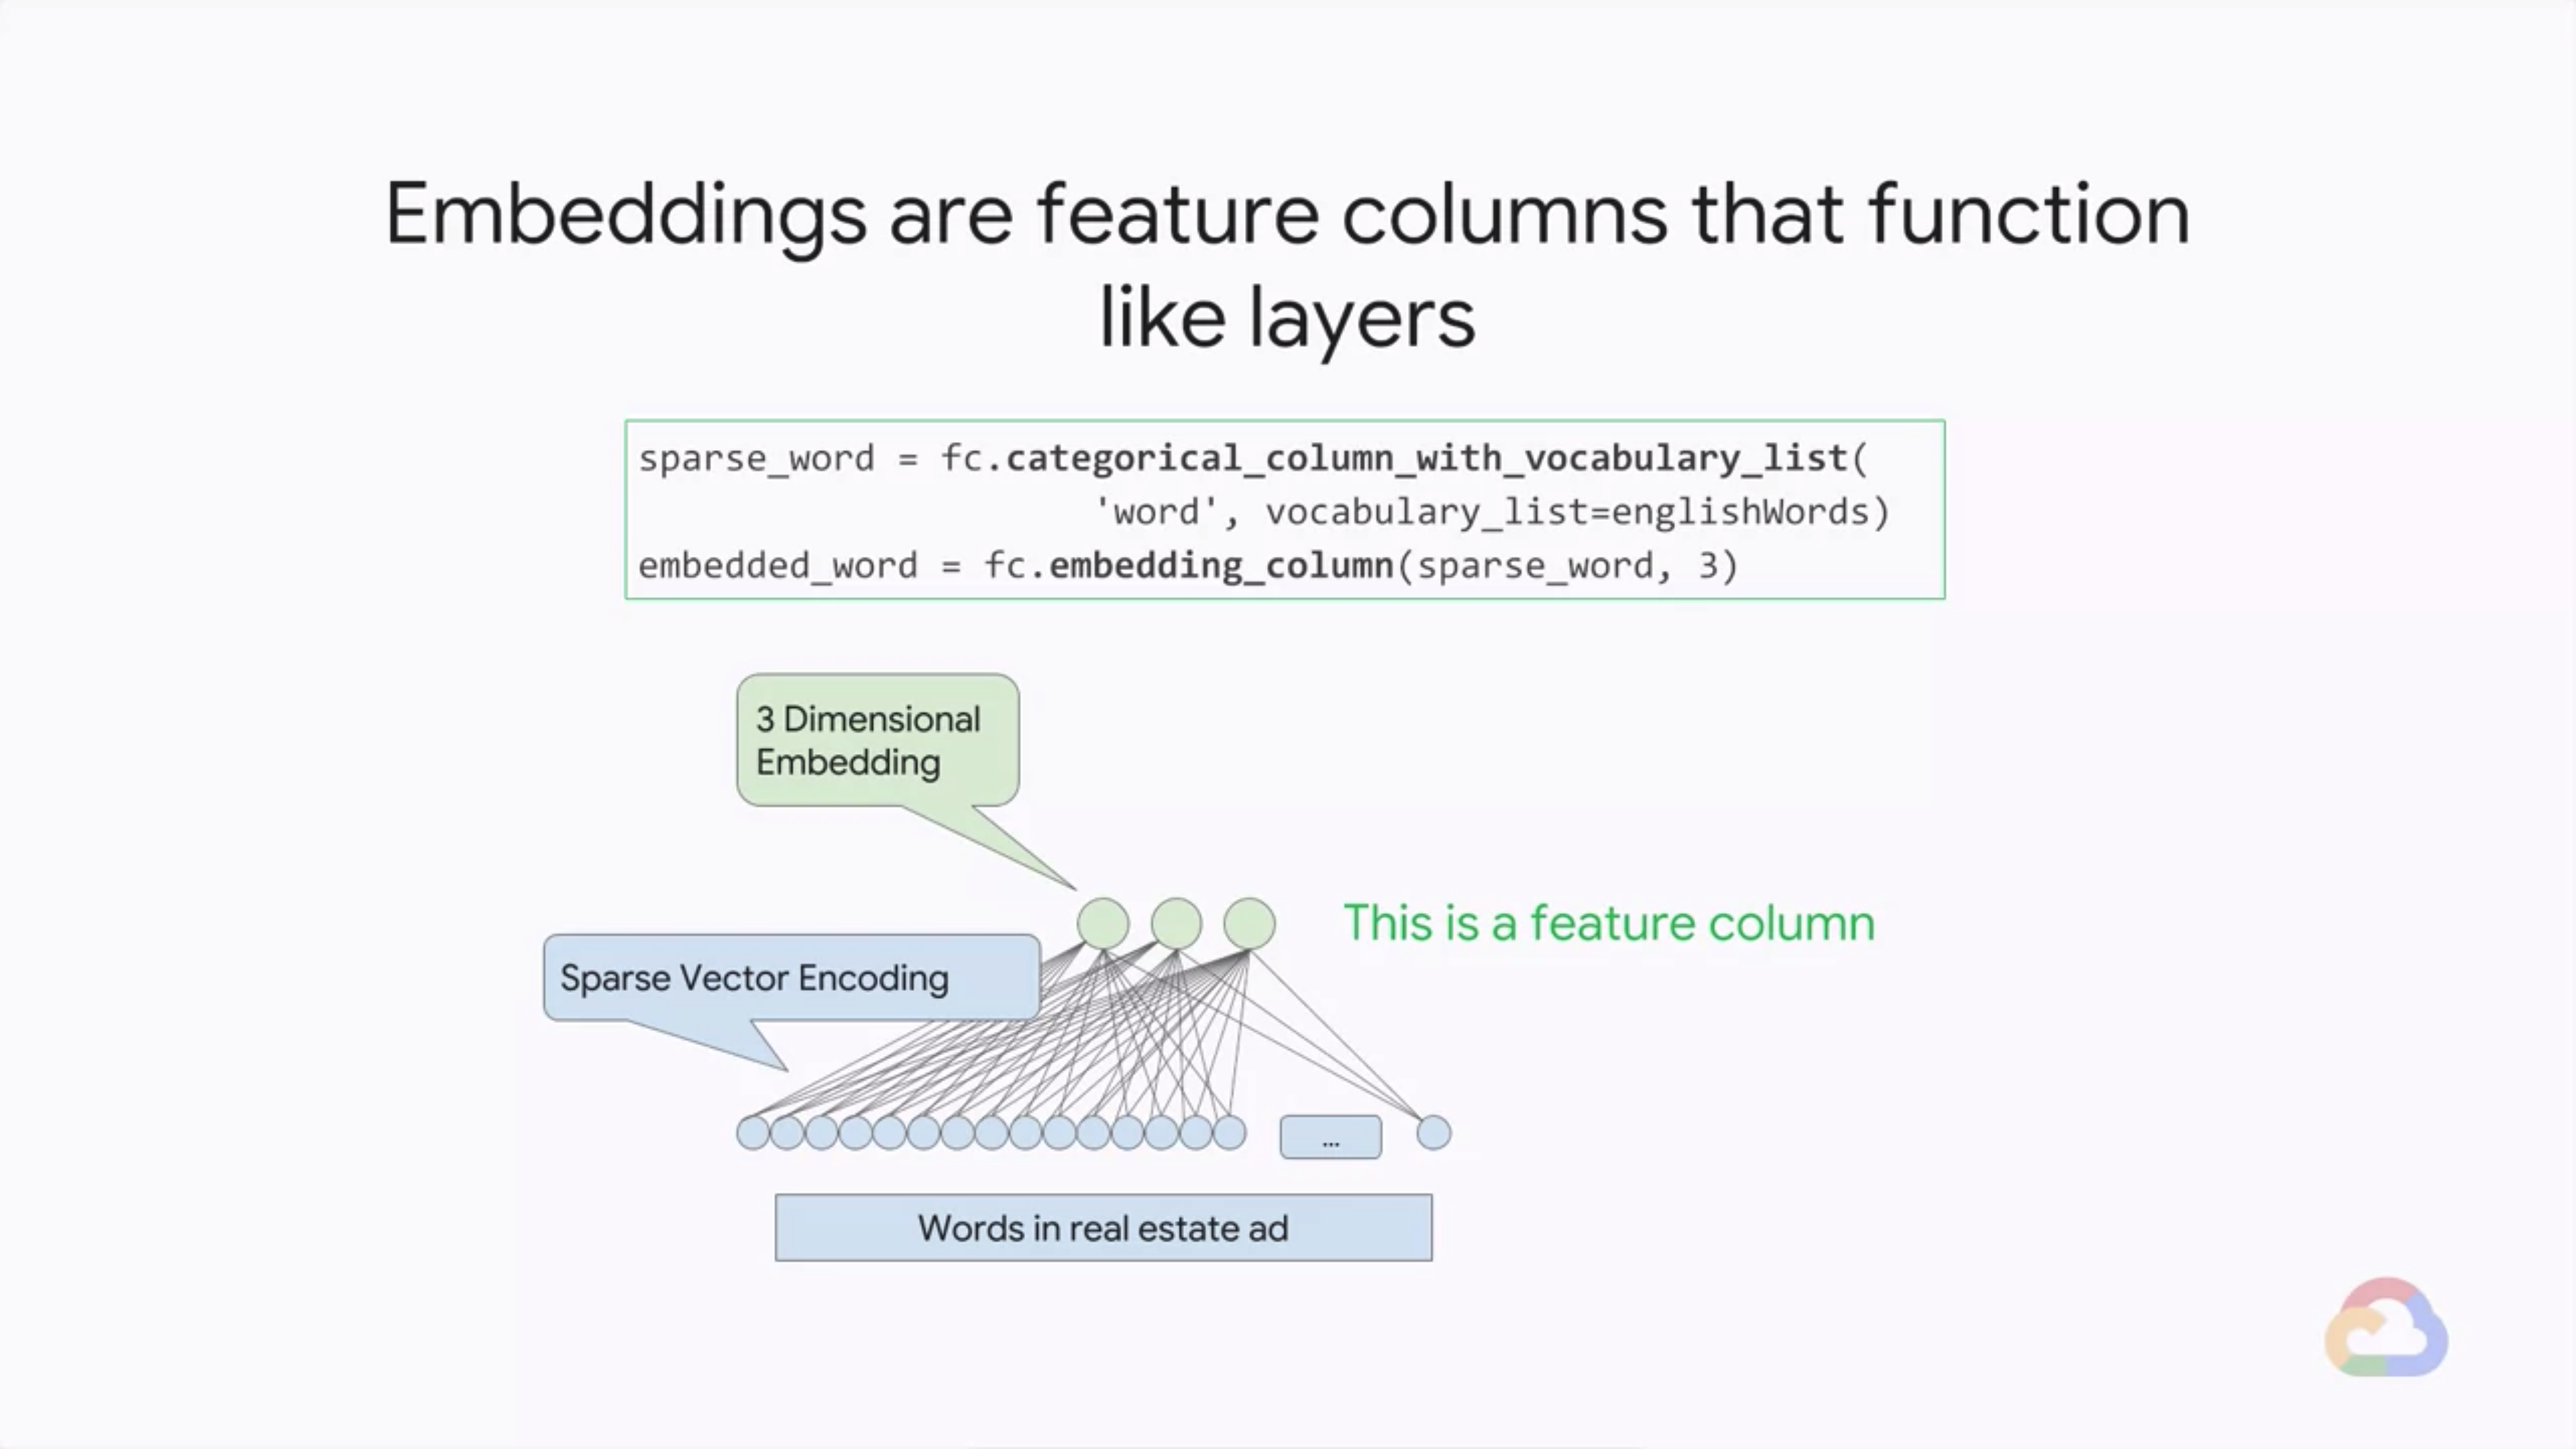 Embeddings are feature columns that function
like layers
sparse_word = fc.categorical_column_with_vocabulary_list(
'word', vocabulary_list=englishWords)
embedded_word = fc.embedding_column(sparse_word, 3)
3 Dimensional
Embedding
This is a feature column
Sparse Vector Encoding
...
Words in real estate ad